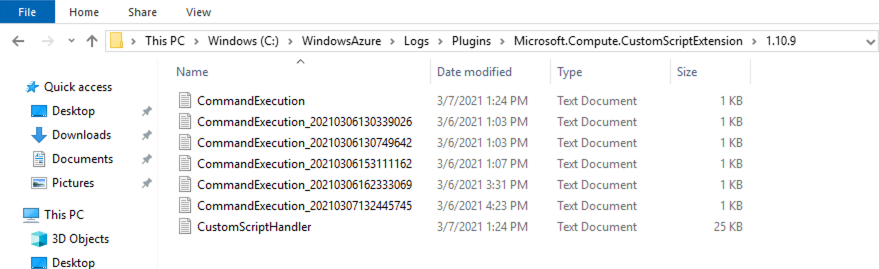 File Home Share View
This PC > Windows (C:) > WindowsAzure > Logs > Plugins > Microsoft.Compute.CustomScriptExtension > 1.10.9
Name Date modified Type Size
Quick access
Desktop
Downloads
Documents
Pictures
This PC
3D Objects
Desktop
CommandExecution 3/7/2021 1:24 PM Text Document 1 KB
CommandExecution_20210306130339026 3/6/2021 1:03 PM Text Document 1 KB
CommandExecution_20210306130749642 3/6/2021 1:03 PM Text Document 1 KB
CommandExecution_20210306153111162 3/6/2021 1:07 PM Text Document 1 KB
CommandExecution_20210306162333069 3/6/2021 3:31 PM Text Document 1 KB
CommandExecution_20210307132445745 3/6/2021 4:23 PM Text Document 1 KB
CustomScriptHandler 3/7/2021 1:24 PM Text Document 25 KB